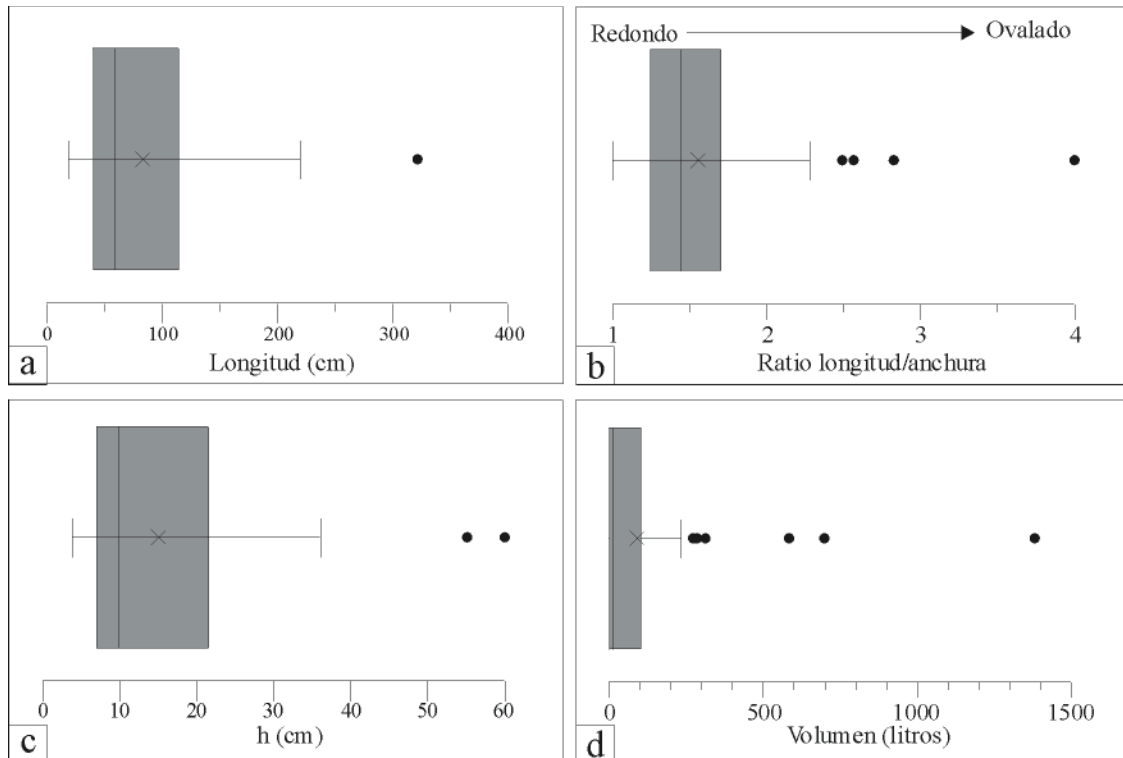 0 100 200 300 400
Longitud (cm)
a
Redondo Ovalado
1 2 3 4
Ratio longitud/anchura
b
0 10 20 30 40 50 60
h (cm)
c
0 500 1000 1500
Volumen (litros)
d